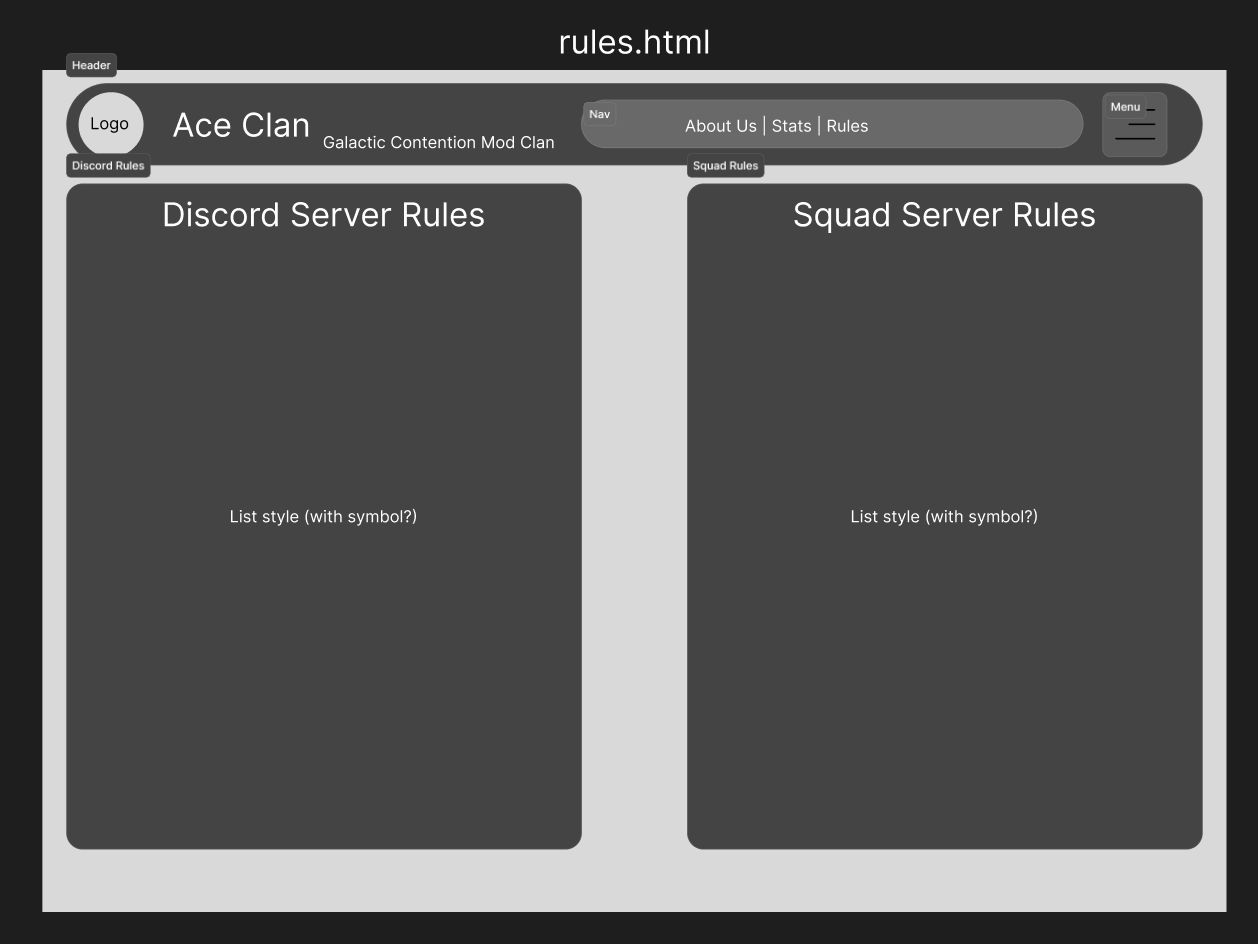 rules.html
Header
Logo
Ace Clan
Galactic Contention Mod Clan
Nav
About Us | Stats | Rules
Menu
Discord Rules
Squad Rules
Discord Server Rules
Squad Server Rules
List style (with symbol?)
List style (with symbol?)